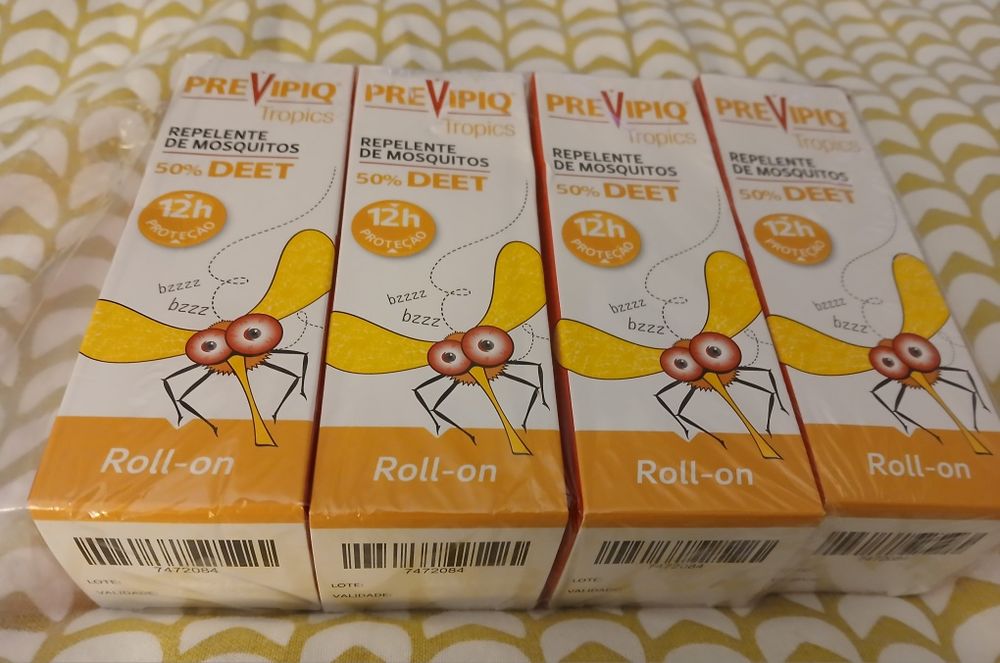 PREVIPIQ
Tropics
REPELENTE
DE MOSQUITOS
50% DEET
12h
PROTEÇÃO
bzzzz
bzzz
Roll-on
7472084
LOTE:
VALIDADE:
PREVIPIQ
Tropics
REPELENTE
DE MOSQUITOS
50% DEET
12h
PROTEÇÃO
bzzzz
bzzz
Roll-on
7472084
LOTE:
VALIDADE:
PREVIPIQ
Tropics
REPELENTE
DE MOSQUITOS
50% DEET
12h
PROTEÇÃO
bzzzz
bzzz
Roll-on
7472084
LOTE:
VALIDADE:
PREVIPIQ
Tropics
REPELENTE
DE MOSQUITOS
50% DEET
12h
PROTEÇÃO
bzzzz
bzzz
Roll-on